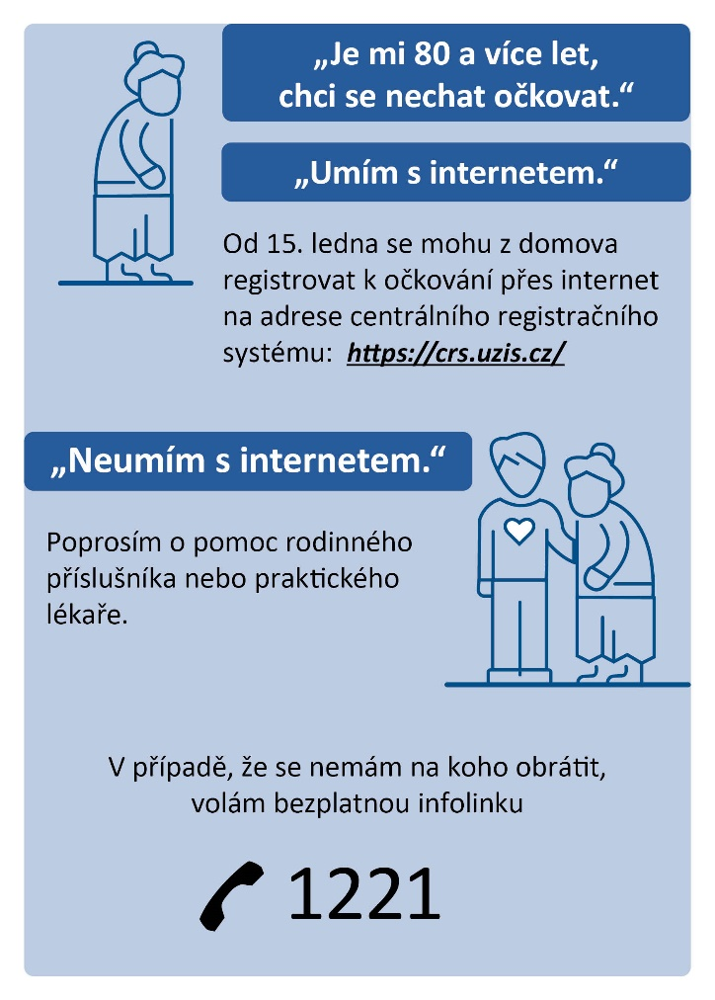 „Je mi 80 a více let,
chci se nechat očkovat.“
„Umím s internetem.“
Od 15. ledna se mohu z domova
registrovat k očkování přes internet
na adrese centrálního registračního
systému: https://crs.uzis.cz/
„Neumím s internetem.“
Poprosím o pomoc rodinného
příslušníka nebo praktického
lékaře.
V případě, že se nemám na koho obrátit,
volám bezplatnou infolinku
1221